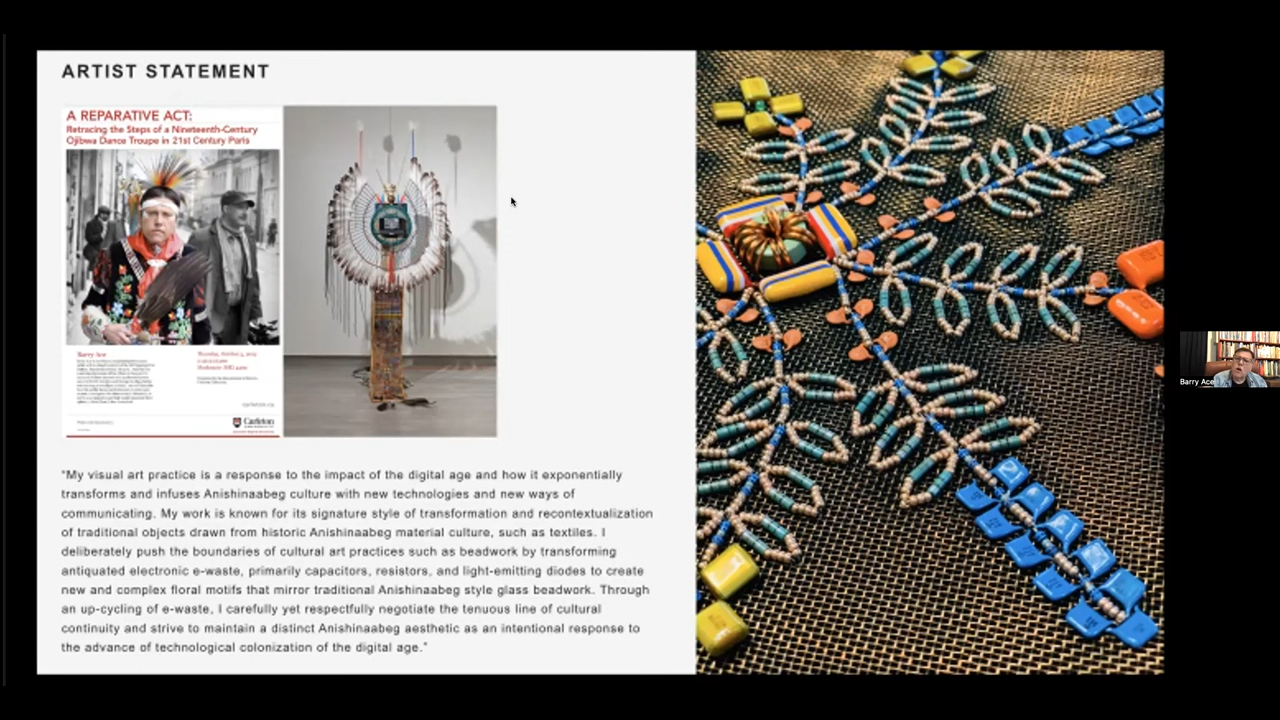 ARTIST STATEMENT
A REPARATIVE ACT:
Retracing the Steps of a Nineteenth-Century
Ojibwa Dance Troupe in 21st Century Paris
Barry Ace
Carleton
"My visual art practice is a response to the impact of the digital age and how it exponentially
transforms and infuses Anishinaabeg culture with new technologies and new ways of
communicating. My work is known for its signature style of transformation and recontextualization
of traditional objects drawn from historic Anishinaabeg material culture, such as textiles. I
deliberately push the boundaries of cultural art practices such as beadwork by transforming
antiquated electronic e-waste, primarily capacitors, resistors, and light-emitting diodes to create
new and complex floral motifs that mirror traditional Anishinaabeg style glass beadwork. Through
an up-cycling of e-waste, I carefully yet respectfully negotiate the tenuous line of cultural
continuity and strive to maintain a distinct Anishinaabeg aesthetic as an intentional response to
the advance of technological colonization of the digital age."
Barry Ace